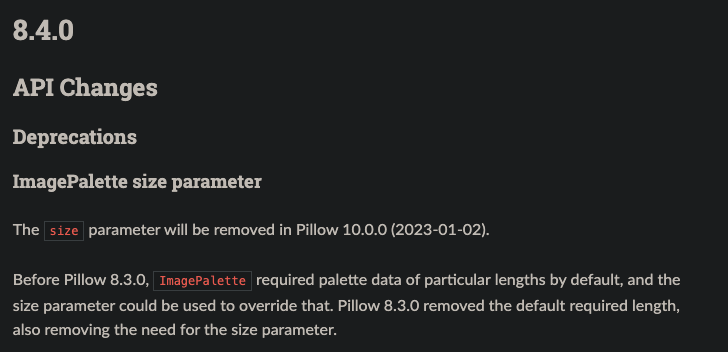 8.4.0
API Changes
Deprecations
ImagePalette size parameter
The size parameter will be removed in Pillow 10.0.0 (2023-01-02).
Before Pillow 8.3.0, ImagePalette required palette data of particular lengths by default, and the
size parameter could be used to override that. Pillow 8.3.0 removed the default required length,
also removing the need for the size parameter.